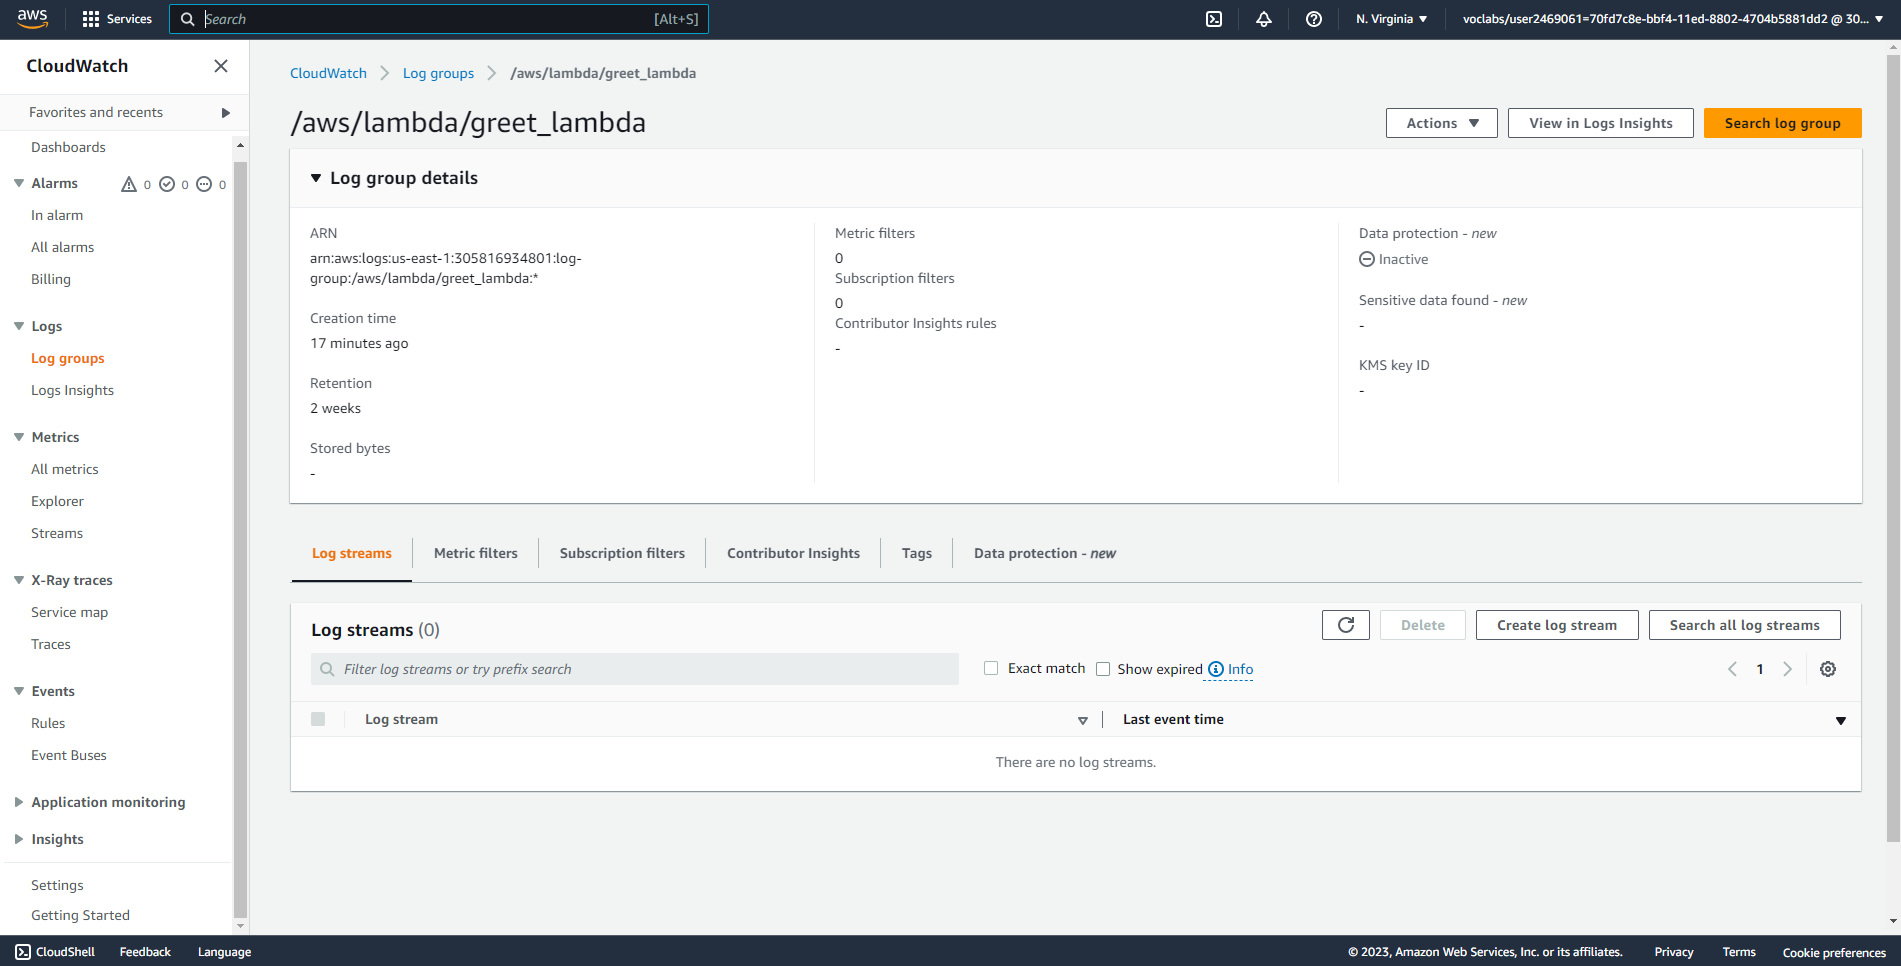 aws
Services
Search
[Alt+S]
N. Virginia
voclabs/user2469061=70fd7c8e-bbf4-11ed-8802-4704b5881dd2 @ 30...
CloudWatch
Favorites and recents
Dashboards
Alarms 0 0 0
In alarm
All alarms
Billing
Logs
Log groups
Logs Insights
Metrics
All metrics
Explorer
Streams
X-Ray traces
Service map
Traces
Events
Rules
Event Buses
Application monitoring
Insights
Settings
Getting Started
CloudWatch
Log groups
/aws/lambda/greet_lambda
/aws/lambda/greet_lambda
Actions
View in Logs Insights
Search log group
Log group details
ARN
arn:aws:logs:us-east-1:305816934801:log-
group:/aws/lambda/greet_lambda:*
Creation time
17 minutes ago
Retention
2 weeks
Stored bytes
-
Metric filters
0
Subscription filters
0
Contributor Insights rules
-
Data protection - new
Inactive
Sensitive data found - new
-
KMS key ID
-
Log streams
Metric filters
Subscription filters
Contributor Insights
Tags
Data protection - new
Log streams (0)
Delete
Create log stream
Search all log streams
Filter log streams or try prefix search
Exact match
Show expired
Info
1
Log stream
Last event time
There are no log streams.
CloudShell
Feedback
Language
© 2023, Amazon Web Services, Inc. or its affiliates.
Privacy
Terms
Cookie preferences